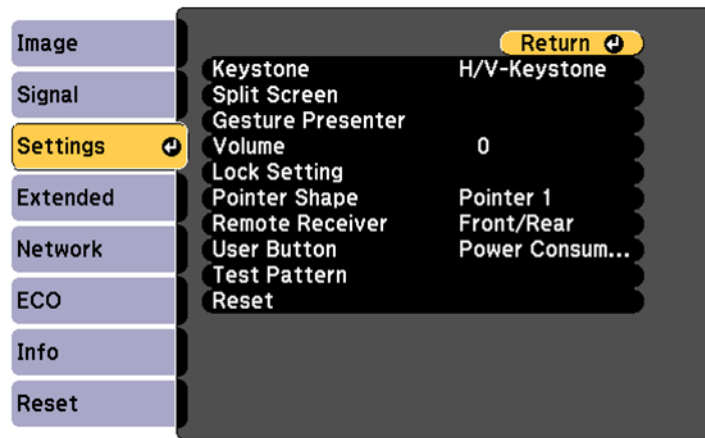 Image
Signal
Settings
Extended
Network
ECO
Info
Reset
Return
Keystone H/V-Keystone
Split Screen
Gesture Presenter
Volume 0
Lock Setting
Pointer Shape Pointer 1
Remote Receiver Front/Rear
User Button Power Consum...
Test Pattern
Reset